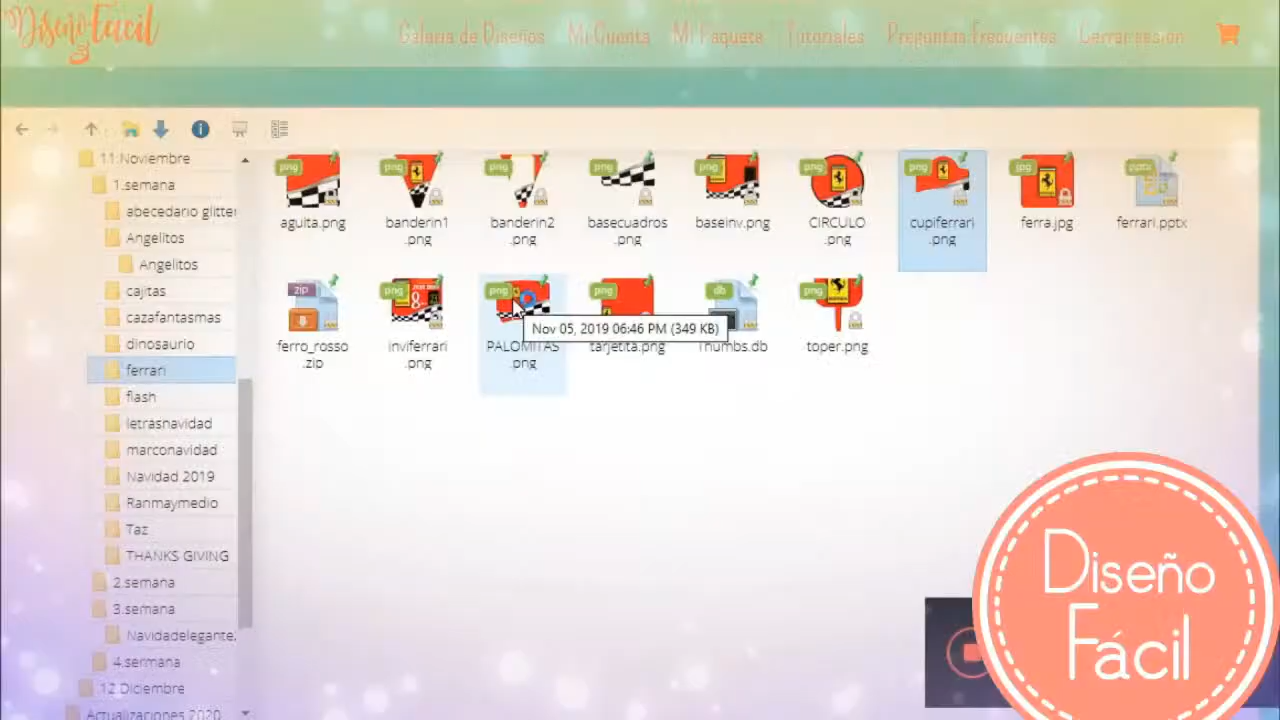 Diseño Fácil
Galeria de Diseños Mi Cuenta Mi Paquete Tutoriales Preguntas Frecuentes Cerrar sesion
11.Noviembre
1.semana
abecedario glitter
Angelitos
Angelitos
cajitas
cazafantasmas
dinosaurio
ferrari
flash
letrasnavidad
marconavidad
Navidad 2019
Ranmaymedio
Taz
THANKS GIVING
2.semana
3.semana
Navidadelegante.
4.sermana
12 Diciembre
Actualizaciones 2020
png png png png png png png jpg pptx
aguita.png banderin1 banderin2 basecuadros baseinv.png CIRCULO cupiferrari ferra.jpg ferrari.pptx
.png .png .png .png .png
zip png png png db png
Nov 05, 2019 06:46 PM (349 KB)
ferro_rosso inviferrari PALOMITAS tarjetita.png Thumbs.db toper.png
.zip .png .png
Diseño
Fácil